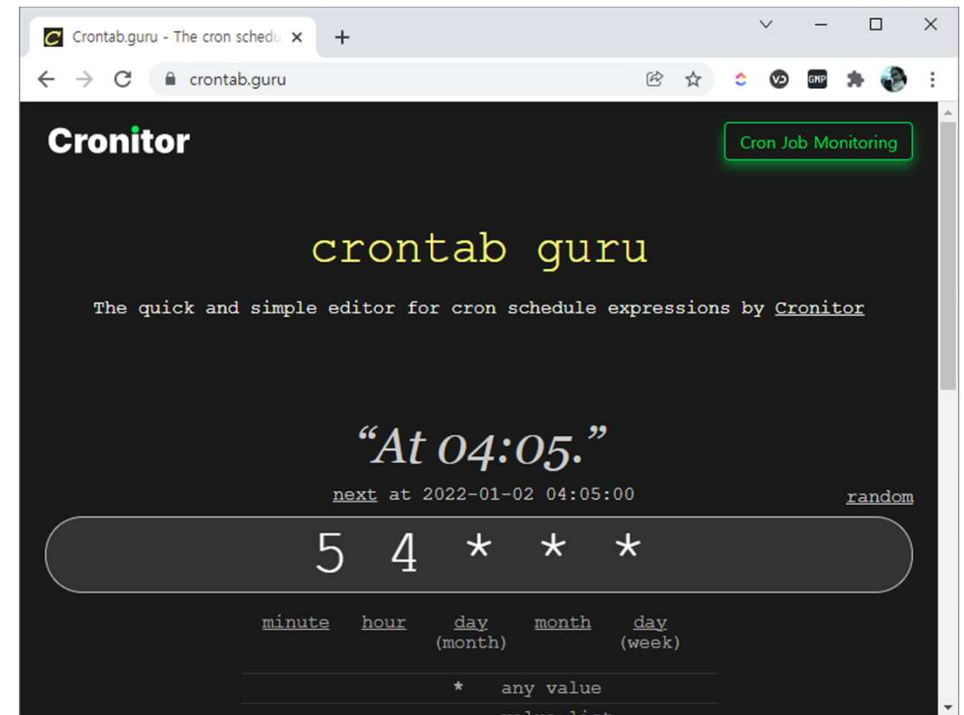 Crontab.guru - The cron schedu
crontab.guru
GMP
Cronitor
Cron Job Monitoring
crontab guru
The quick and simple editor for cron schedule expressions by Cronitor
“At 04:05.”
next at 2022-01-02 04:05:00
random
5 4 * * *
minute hour day (month) month day (week)
* any value